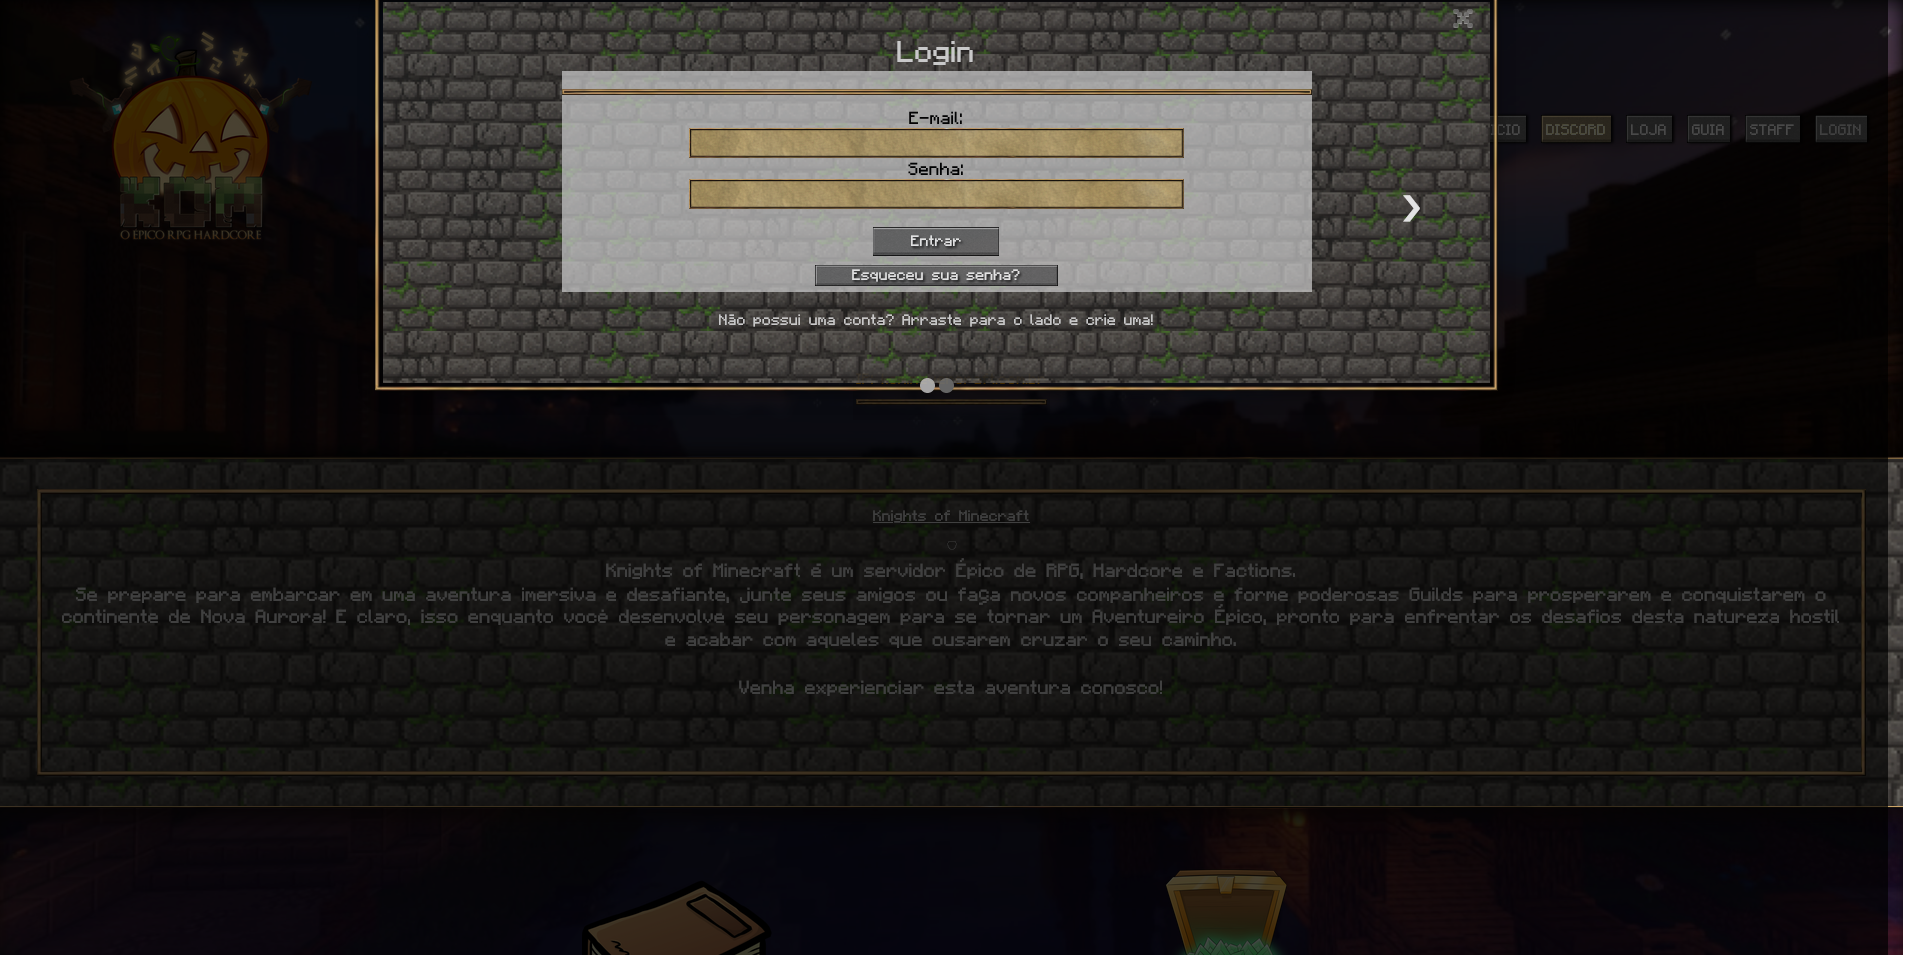 Login
E-mail:
Senha:
Entrar
Esqueceu sua senha?
Não possui uma conta? Arraste para o lado e crie uma!
KOM
O EPICO RPG HARDCORE
DISCORD
LOJA
GUIA
STAFF
LOGIN
Knights of Minecraft
Knights of Minecraft é um servidor Épico de RPG, Hardcore e Factions.
Se prepare para embarcar em uma aventura imersiva e desafiante, junte seus amigos ou faça novos companheiros e forme poderosas Guilds para prosperarem e conquistarem o
continente de Nova Aurora! E claro, isso enquanto você desenvolve seu personagem para se tornar um Aventureiro Épico, pronto para enfrentar os desafios desta natureza hostil
e acabar com aqueles que ousarem cruzar o seu caminho.
Venha experienciar esta aventura conosco!